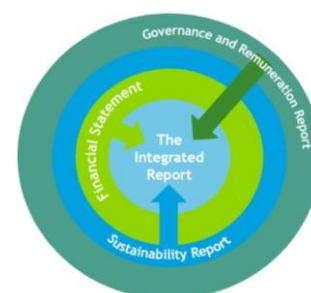 Governance and Remuneration Report
Financial Statement
The
Integrated
Report
Sustainability Report